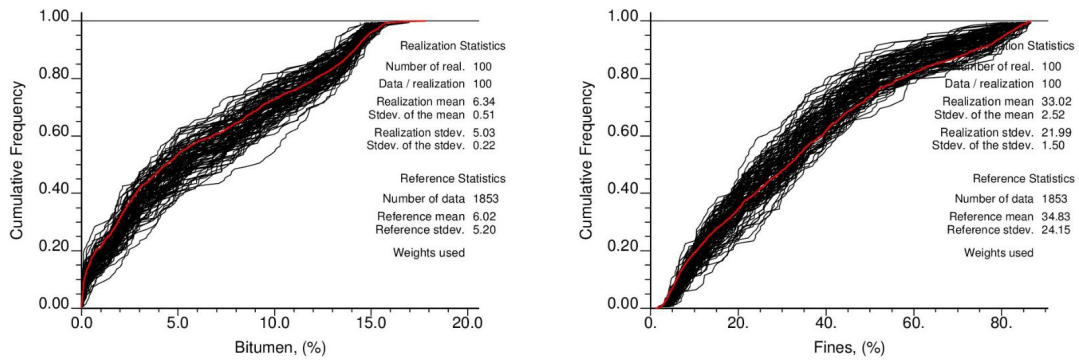 1.00
0.80
0.60
0.40
0.20
0.00
Cumulative Frequency
0.0 5.0 10.0 15.0 20.0
Bitumen, (%)
Realization Statistics
Number of real. 100
Data / realization 100
Realization mean 6.34
Stdev. of the mean 0.51
Realization stdev. 5.03
Stdev. of the stdev. 0.22
Reference Statistics
Number of data 1853
Reference mean 6.02
Reference stdev. 5.20
Weights used
1.00
0.80
0.60
0.40
0.20
0.00
Cumulative Frequency
0. 20. 40. 60. 80.
Fines, (%)
Statistics
of real. 100
Data / realization 100
Realization mean 33.02
Stdev. of the mean 2.52
Realization stdev. 21.99
Stdev. of the stdev. 1.50
Reference Statistics
Number of data 1853
Reference mean 34.83
Reference stdev. 24.15
Weights used